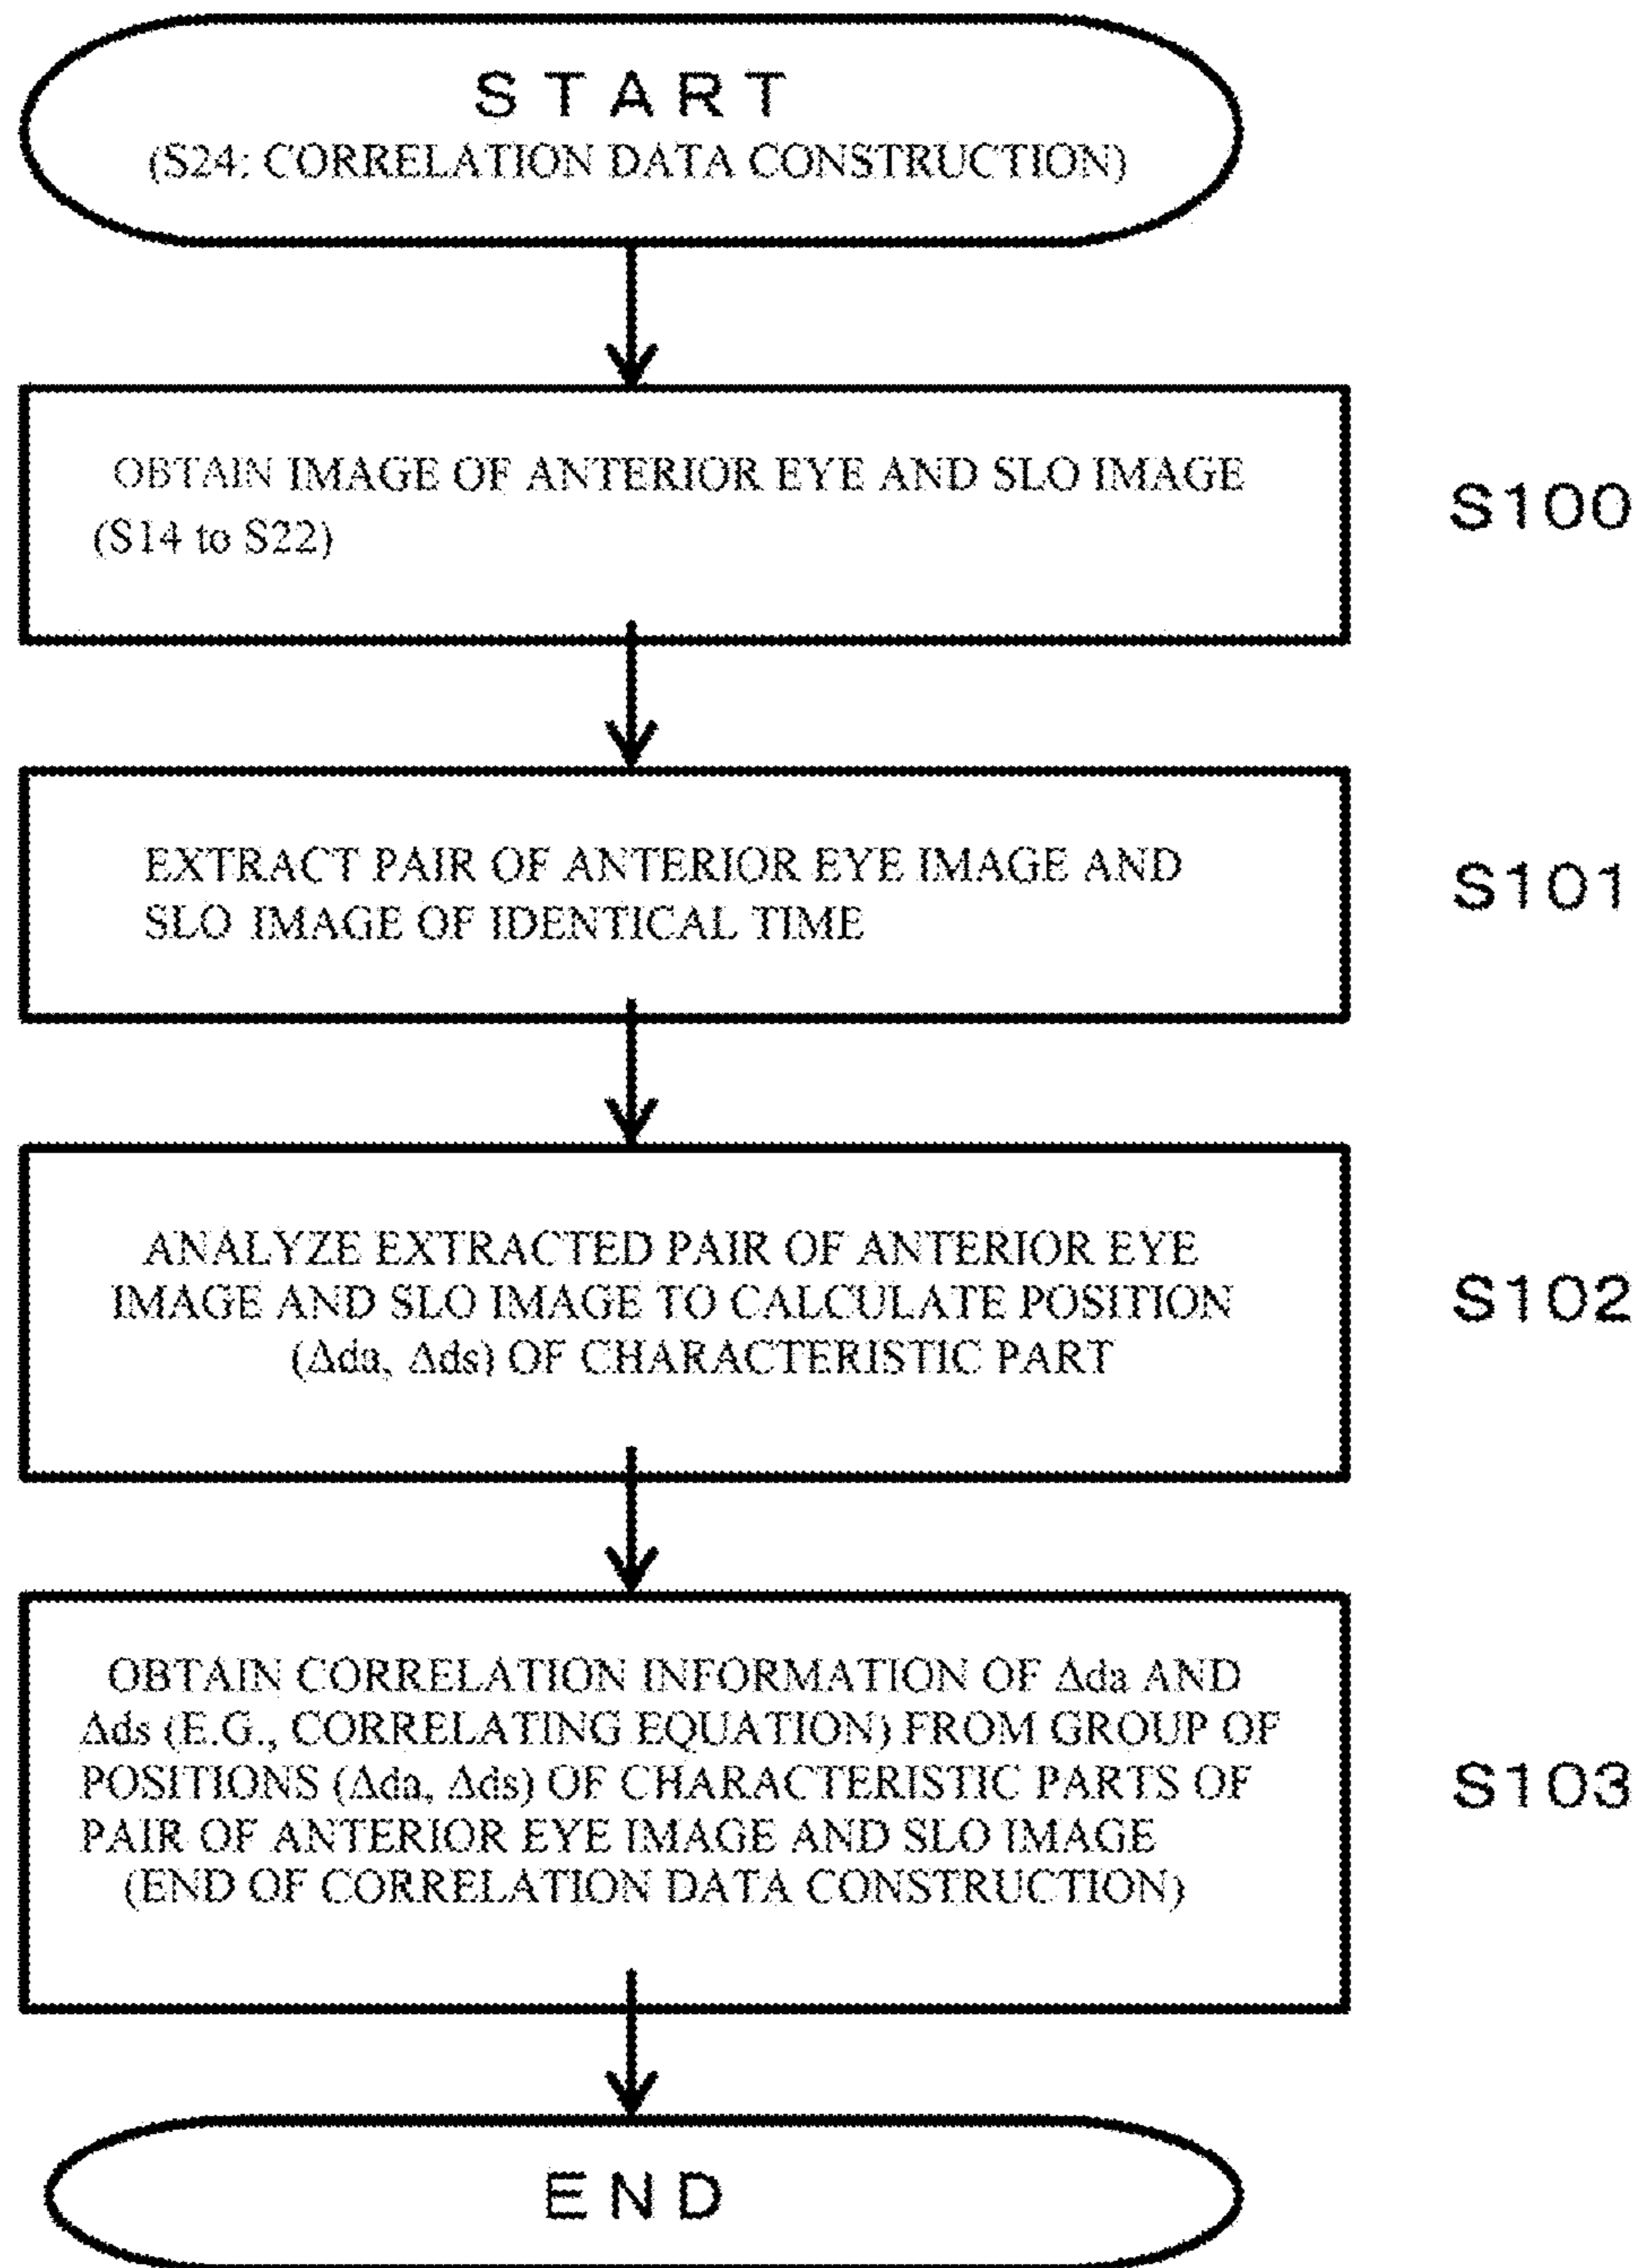 START
(S24: CORRELATION DATA CONSTRUCTION)
OBTAIN IMAGE OF ANTERIOR EYE AND SLO IMAGE
(S14 to S22)
S100
EXTRACT PAIR OF ANTERIOR EYE IMAGE AND
SLO IMAGE OF IDENTICAL TIME
S101
ANALYZE EXTRACTED PAIR OF ANTERIOR EYE
IMAGE AND SLO IMAGE TO CALCULATE POSITION
(Δda, Δds) OF CHARACTERISTIC PART
S102
OBTAIN CORRELATION INFORMATION OF Δda AND
Δds (E.G., CORRELATING EQUATION) FROM GROUP OF
POSITIONS (Δda, Δds) OF CHARACTERISTIC PARTS OF
PAIR OF ANTERIOR EYE IMAGE AND SLO IMAGE
(END OF CORRELATION DATA CONSTRUCTION)
S103
END